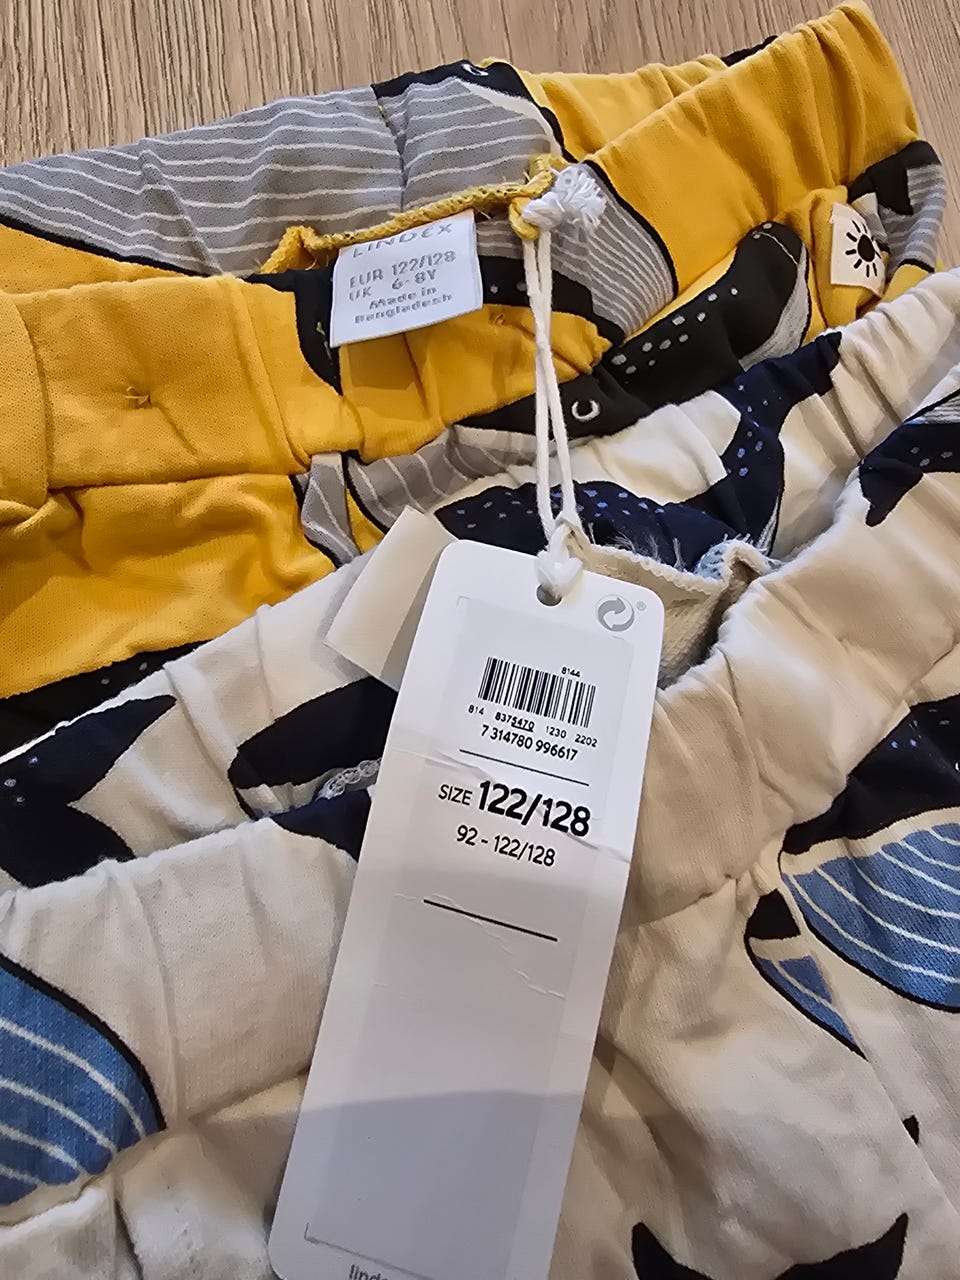 LINDEX
EUR 122/128
UK 6-8Y
Made in
Bangladesh
®
8144
814 8375470 1230 2202
7 314780 996617
SIZE 122/128
92 - 122/128